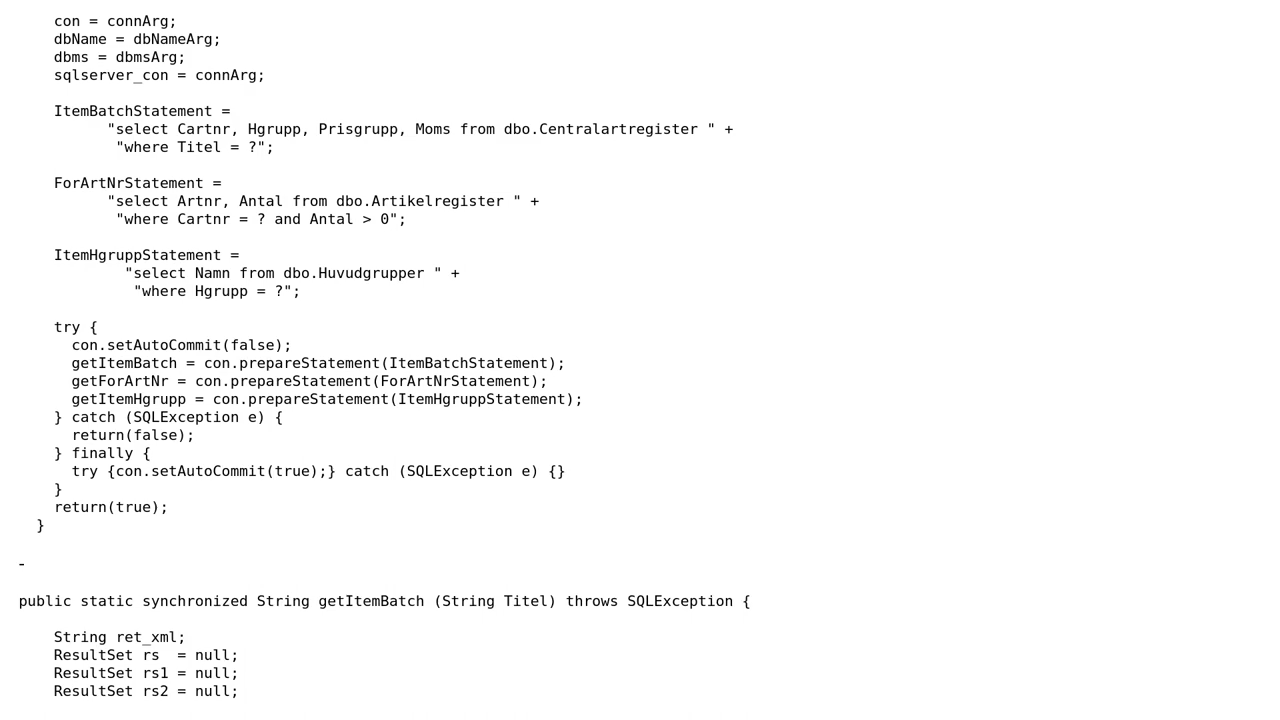 con = connArg;
dbName = dbNameArg;
dbms = dbmsArg;
sqlserver_con = connArg;
ItemBatchStatement =
"select Cartnr, Hgrupp, Prisgrupp, Moms from dbo.Centralartregister " +
"where Titel = ?";
ForArtNrStatement =
"select Artnr, Antal from dbo.Artikelregister " +
"where Cartnr = ? and Antal > 0";
ItemHgruppStatement =
"select Namn from dbo.Huvudgrupper " +
"where Hgrupp = ?";
try {
con.setAutoCommit(false);
getItemBatch = con.prepareStatement(ItemBatchStatement);
getForArtNr = con.prepareStatement(ForArtNrStatement);
getItemHgrupp = con.prepareStatement(ItemHgruppStatement);
} catch (SQLException e) {
return(false);
} finally {
try {con.setAutoCommit(true);} catch (SQLException e) {}
}
return(true);
}
-
public static synchronized String getItemBatch (String Titel) throws SQLException {
String ret_xml;
ResultSet rs  = null;
ResultSet rs1 = null;
ResultSet rs2 = null;